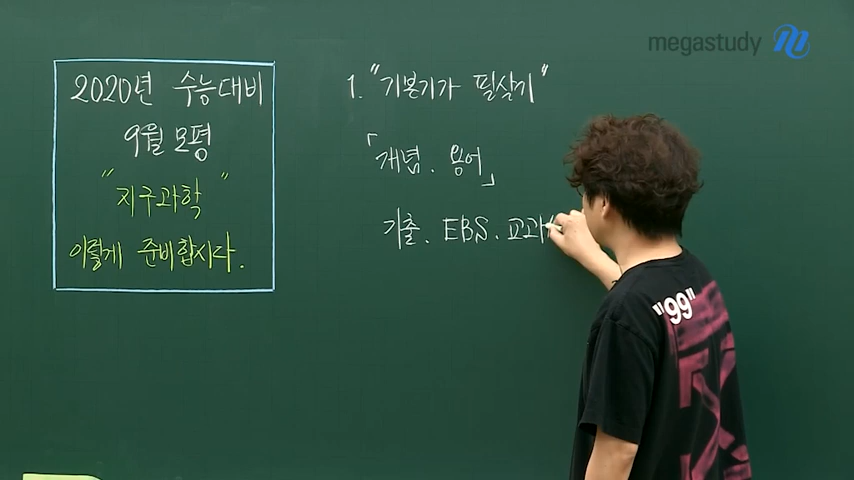 megastudy
2020년 수능대비
9월 모평
"지구과학"
이렇게 준비합시다.
1. "기본기가 필살기"
「개념. 용어」
기출. EBS. 교과
"99"